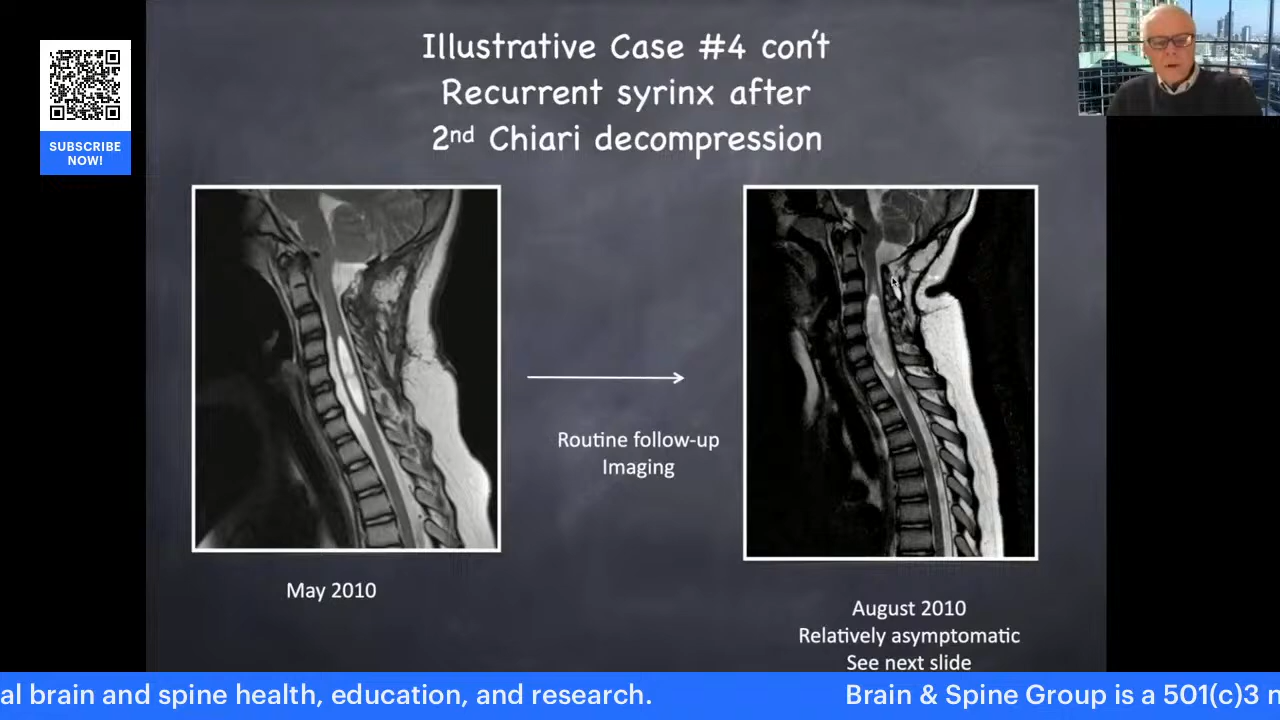 Illustrative Case #4 con't
Recurrent syrinx after
2nd Chiari decompression
SUBSCRIBE
NOW!
Routine follow-up
Imaging
May 2010
August 2010
Relatively asymptomatic
See next slide
al brain and spine health, education, and research.
Brain & Spine Group is a 501(c)3